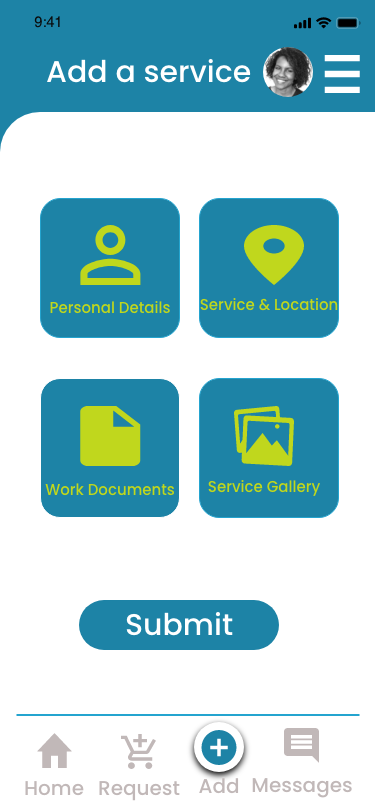 9:41
Add a service
Personal Details
Service & Location
Work Documents
Service Gallery
Submit
Home Request Add Messages